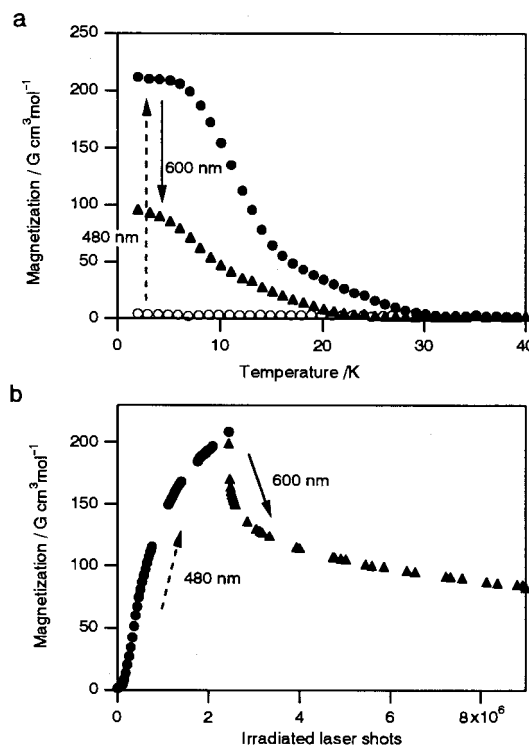 a
250
200
150
100
50
0
Magnetization / G cm³mol⁻¹
600 nm
480 nm
0 10 20 30 40
Temperature /K
b
200
150
100
50
0
Magnetization / G cm³mol⁻¹
600 nm
480 nm
0 2 4 6 8x10⁶
Irradiated laser shots